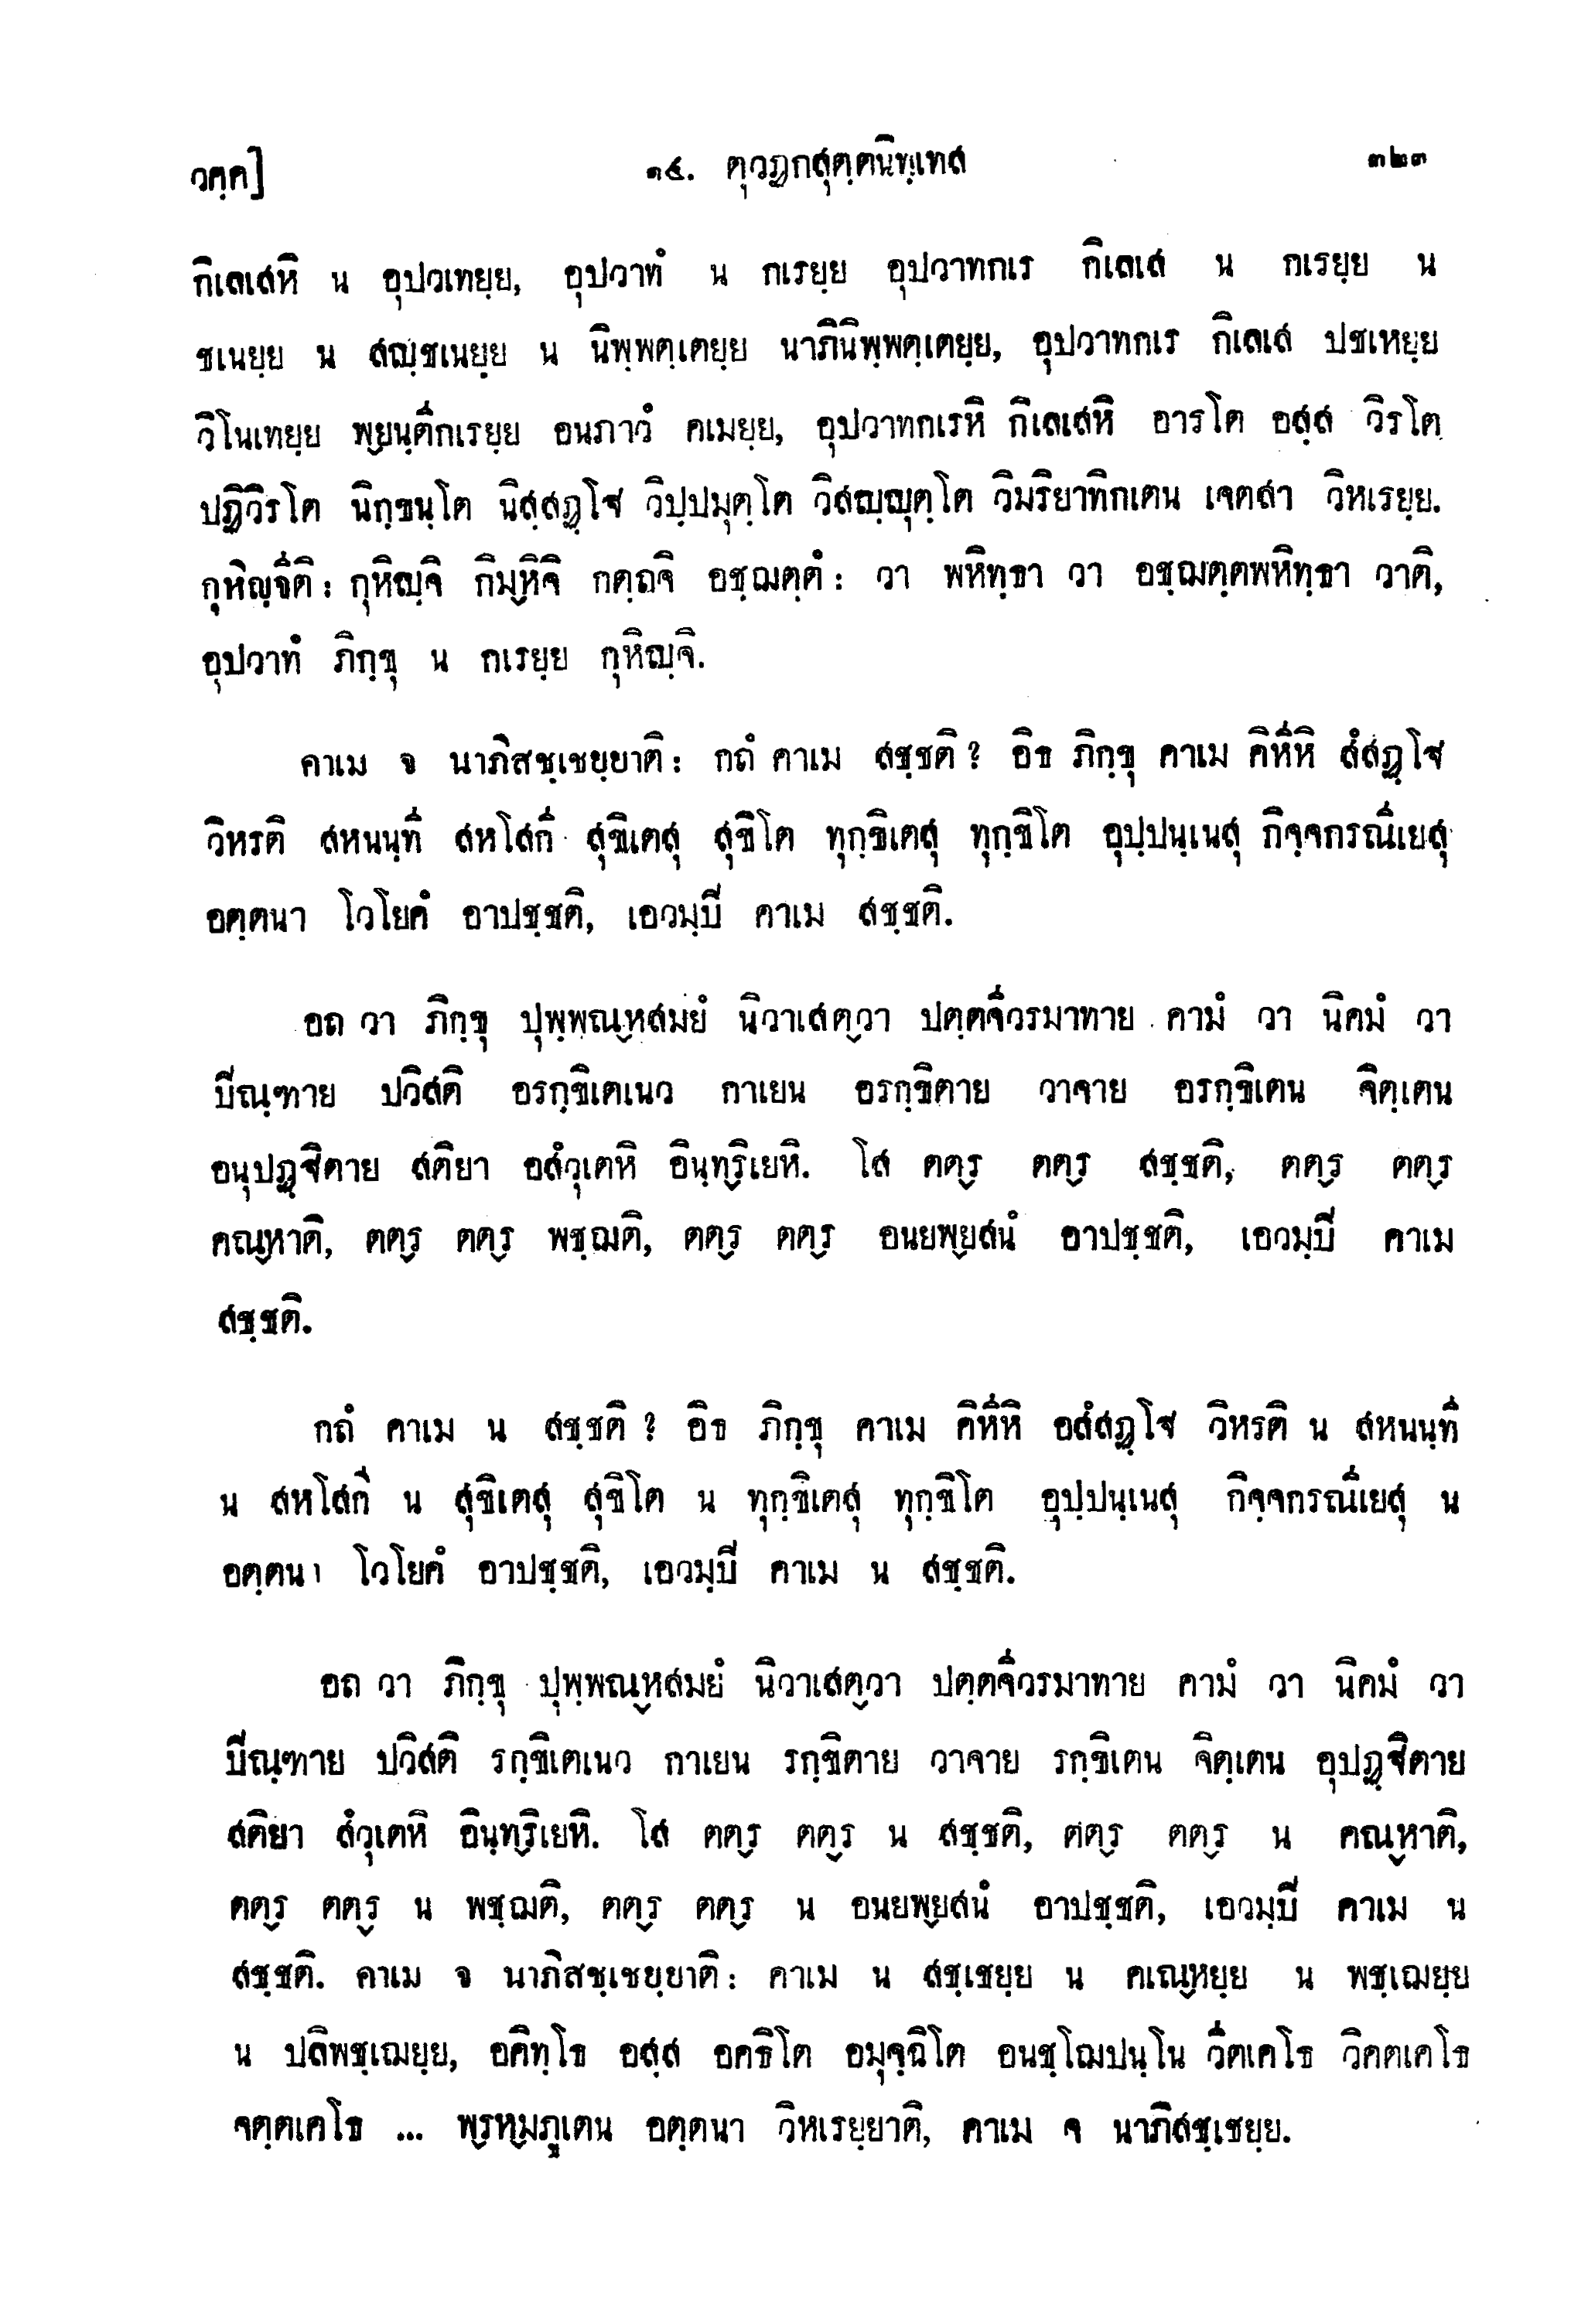 วคฺค] ๑๔. ตุวฏกสุตฺตนิทฺเทส ๓๒๓
กิเลเสหิ น อุปวเทยฺย, อุปวาทํ น กเรยฺย อุปวาทกเร กิเลเส น กเรยฺย น
ชเนยฺย น สญฺชเนยฺย น นิพฺพตฺเตยฺย นาภินิพฺพตฺเตยฺย, อุปวาทกเร กิเลเส ปชเหยฺย
วิโนเทยฺย พฺยนฺตึกเรยฺย อนภาวํ คเมยฺย, อุปวาทกเรหิ กิเลเสหิ อารโต อสฺส วิรโต
ปฏิวิรโต นิกฺขนฺโต นิสฺสฏฺโฐ วิปฺปมุตฺโต วิสญฺญุตฺโต วิมริยาทิกเตน เจตสา วิหเรยฺย.
กุหิญฺจีติ: กุหิญฺจิ กิมฺหิจิ กตฺถจิ อชฺฌตฺตํ: วา พหิทฺธา วา อชฺฌตฺตพหิทฺธา วาติ,
อุปวาทํ ภิกฺขุ น กเรยฺย กุหิญฺจิ.
คาเม จ นาภิสชฺเชยฺยาติ: กถํ คาเม สชฺชติ? อิธ ภิกฺขุ คาเม คิหีหิ สํสฏฺโฐ
วิหรติ สหนนฺที สหโสกี สุขิเตสุ สุขิโต ทุกฺขิเตสุ ทุกฺขิโต อุปฺปนฺเนสุ กิจฺจกรณีเยสุ
อตฺตนา โวโยคํ อาปชฺชติ, เอวมฺปิ คาเม สชฺชติ.
อถ วา ภิกฺขุ ปุพฺพณฺหสมยํ นิวาเสตฺวา ปตฺตจีวรมาทาย คามํ วา นิคมํ วา
ปิณฺฑาย ปวิสติ อรกฺขิเตเนว กาเยน อรกฺขิตาย วาจาย อรกฺขิเตน จิตฺเตน
อนุปฏฺฐิตาย สติยา อสํวุเตหิ อินฺทฺริเยหิ. โส ตตฺร ตตฺร สชฺชติ, ตตฺร ตตฺร
คณฺหาติ, ตตฺร ตตฺร พชฺฌติ, ตตฺร ตตฺร อนยพฺยสนํ อาปชฺชติ, เอวมฺปิ คาเม
สชฺชติ.
กถํ คาเม น สชฺชติ? อิธ ภิกฺขุ คาเม คิหีหิ อสํสฏฺโฐ วิหรติ น สหนนฺที
น สหโสกี น สุขิเตสุ สุขิโต น ทุกฺขิเตสุ ทุกฺขิโต อุปฺปนฺเนสุ กิจฺจกรณีเยสุ น
อตฺตนา โวโยคํ อาปชฺชติ, เอวมฺปิ คาเม น สชฺชติ.
อถ วา ภิกฺขุ ปุพฺพณฺหสมยํ นิวาเสตฺวา ปตฺตจีวรมาทาย คามํ วา นิคมํ วา
ปิณฺฑาย ปวิสติ รกฺขิเตเนว กาเยน รกฺขิตาย วาจาย รกฺขิเตน จิตฺเตน อุปฏฺฐิตาย
สติยา สํวุเตหิ อินฺทฺริเยหิ. โส ตตฺร ตตฺร น สชฺชติ, ตตฺร ตตฺร น คณฺหาติ,
ตตฺร ตตฺร น พชฺฌติ, ตตฺร ตตฺร น อนยพฺยสนํ อาปชฺชติ, เอวมฺปิ คาเม น
สชฺชติ. คาเม จ นาภิสชฺเชยฺยาติ: คาเม น สชฺเชยฺย น คเณฺหยฺย น พชฺเฌยฺย
น ปลิพชฺเฌยฺย, อคิทฺโธ อสฺส อคธิโต อมุจฺฉิโต อนชฺโฌปนฺโน วีตเคโธ วิคตเคโธ
จตฺตเคโธ ... พฺรหฺมภูเตน อตฺตนา วิหเรยฺยาติ, คาเม จ นาภิสชฺเชยฺย.